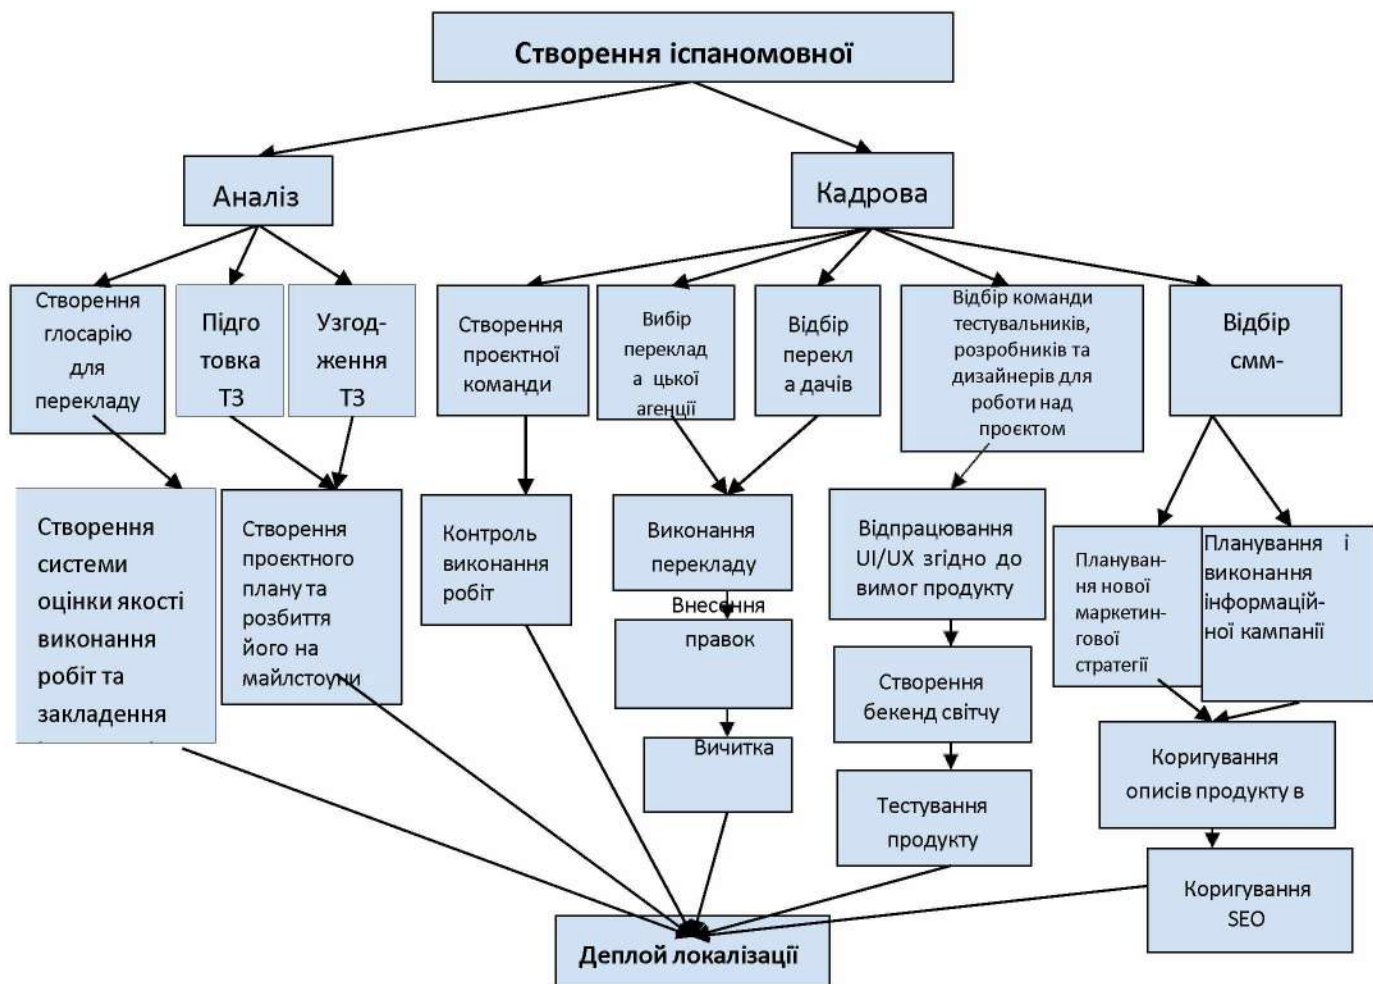 Створення іспаномовної
Аналіз
Кадрова
Створення
глосарію
для
перекладу
Підго
товка
ТЗ
Узгод-
ження
ТЗ
Створення
проєктної
команди
Вибір
переклад
а цької
агенції
Відбір
перекл
а дачів
Відбір команди
тестувальників,
розробників та
дизайнерів для
роботи над
проєктом
Відбір
смм-
Створення
системи
оцінки якості
виконання
робіт та
закладення
Створення
проєктного
плану та
розбиття
його на
майлстоуни
Контроль
виконання
робіт
Виконання
перекладу
Внесення
правок
Вичитка
Відпрацювання
UI/UX згідно до
вимог продукту
Створення
бекенд світчу
Тестування
продукту
Плануван-
ня нової
маркетин-
гової
стратегії
Планування і
виконання
інформацій-
ної кампанії
Коригування
описів продукту в
Коригування
SEO
Деплой локалізації